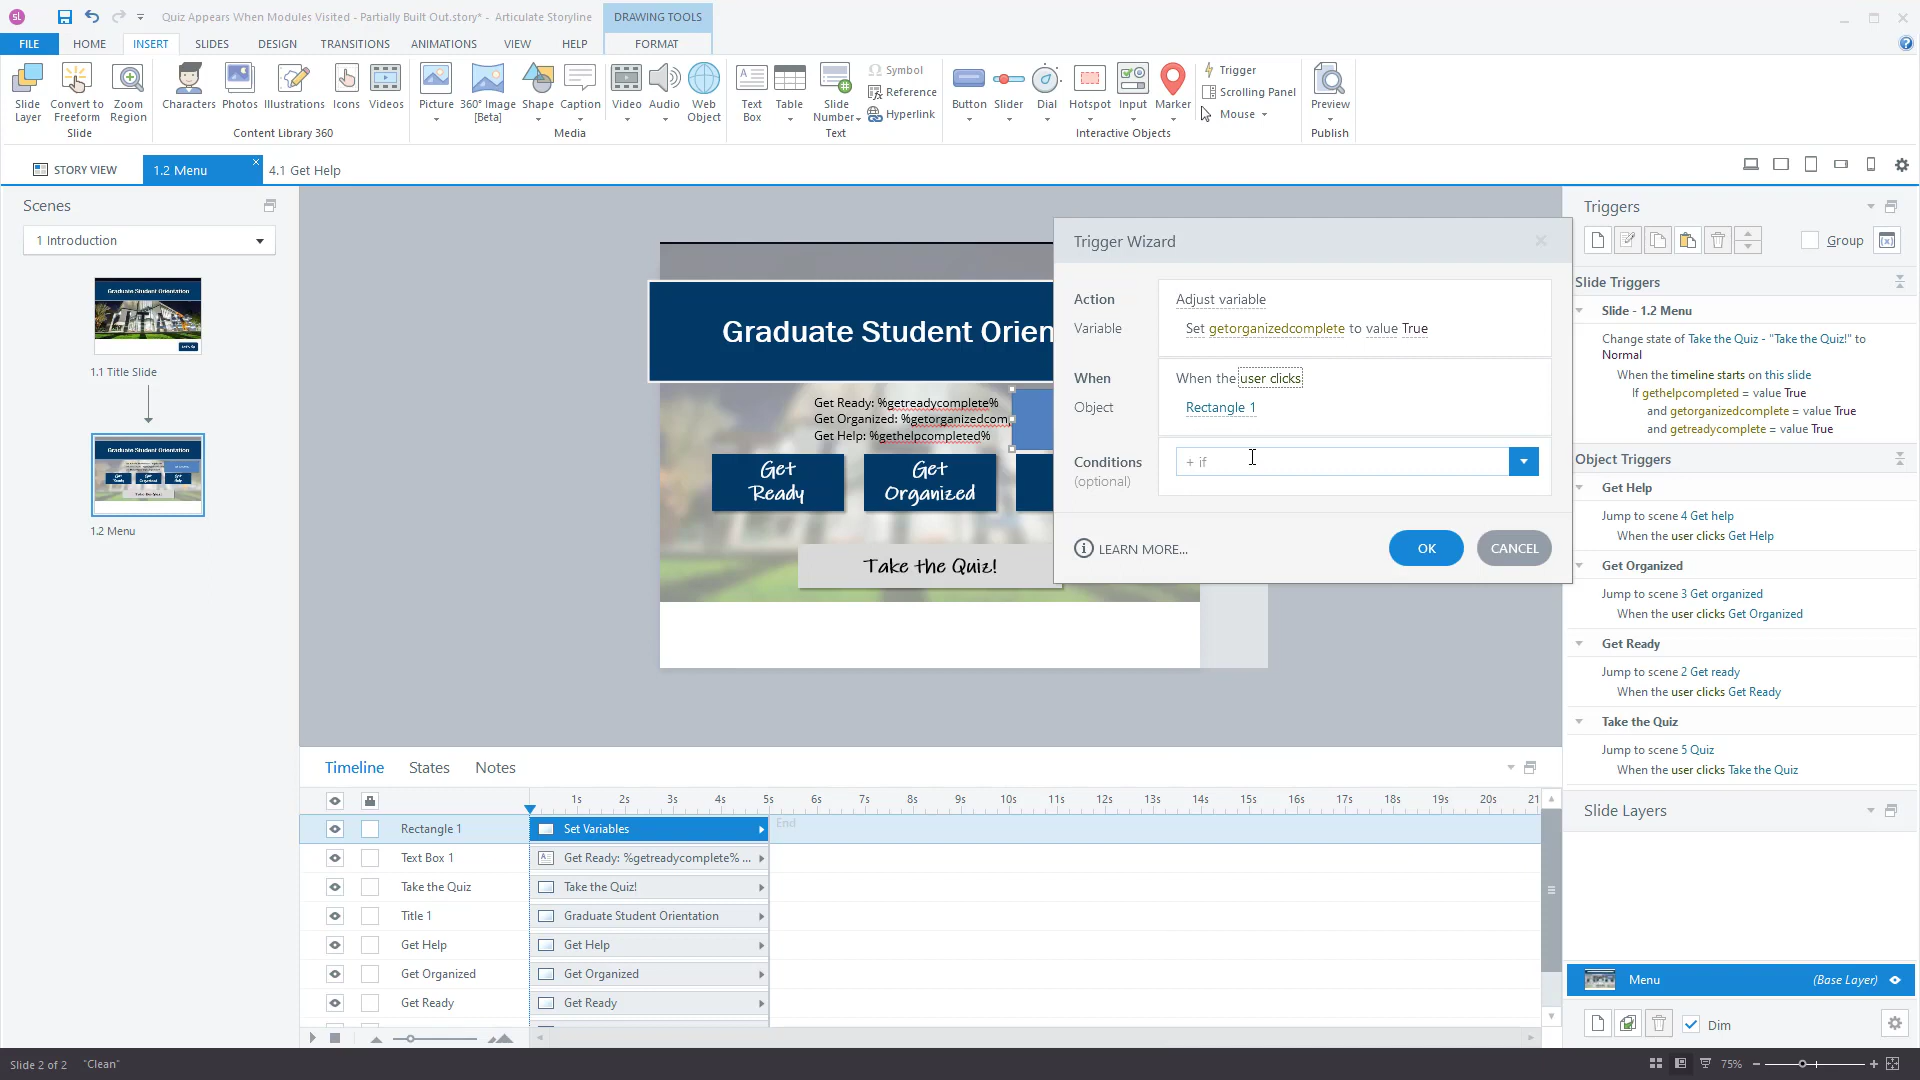 sl
Quiz Appears When Modules Visited - Partially Built Out.story* - Articulate Storyline
DRAWING TOOLS
FILE HOME INSERT SLIDES DESIGN TRANSITIONS ANIMATIONS VIEW HELP FORMAT
Slide Layer
Convert to Freeform
Zoom Region
Slide
Characters
Photos
Illustrations
Icons
Videos
Content Library 360
Picture
360° Image [Beta]
Shape
Caption
Video
Audio
Web Object
Media
Text Box
Table
Slide Number
Symbol
Reference
Hyperlink
Text
Button
Slider
Dial
Hotspot
Input
Marker
Trigger
Scrolling Panel
Mouse
Interactive Objects
Preview
Publish
STORY VIEW
1.2 Menu
4.1 Get Help
Scenes
1 Introduction
Graduate Student Orientation
1.1 Title Slide
Graduate Student Orientation
1.2 Menu
Graduate Student Orien
Get Ready: %getreadycomplete%
Get Organized: %getorganizedcom
Get Help: %gethelpcompleted%
Get Ready
Get Organized
Take the Quiz!
Trigger Wizard
Action Adjust variable
Variable Set getorganizedcomplete to value True
When When the user clicks
Object Rectangle 1
Conditions + if
(optional)
LEARN MORE...
OK
CANCEL
Triggers
Group
Slide Triggers
Slide - 1.2 Menu
Change state of Take the Quiz - "Take the Quiz!" to
Normal
When the timeline starts on this slide
If gethelpcompleted = value True
and getorganizedcomplete = value True
and getreadycomplete = value True
Object Triggers
Get Help
Jump to scene 4 Get help
When the user clicks Get Help
Get Organized
Jump to scene 3 Get organized
When the user clicks Get Organized
Get Ready
Jump to scene 2 Get ready
When the user clicks Get Ready
Take the Quiz
Jump to scene 5 Quiz
When the user clicks Take the Quiz
Slide Layers
Menu (Base Layer)
Dim
Timeline States Notes
1s 2s 3s 4s 5s 6s 7s 8s 9s 10s 11s 12s 13s 14s 15s 16s 17s 18s 19s 20s 21
Rectangle 1 Set Variables End
Text Box 1 Get Ready: %getreadycomplete% ...
Take the Quiz Take the Quiz!
Title 1 Graduate Student Orientation
Get Help Get Help
Get Organized Get Organized
Get Ready Get Ready
Slide 2 of 2 "Clean"
75%